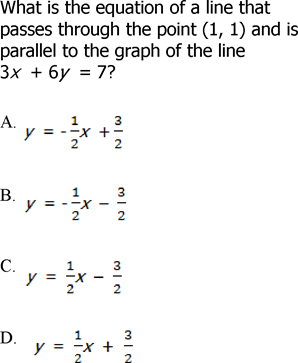 What is the equation of a line that
passes through the point (1, 1) and is
parallel to the graph of the line
3x + 6y = 7?
A. y = -1/2x + 3/2
B. y = -1/2x - 3/2
C. y = 1/2x - 3/2
D. y = 1/2x + 3/2